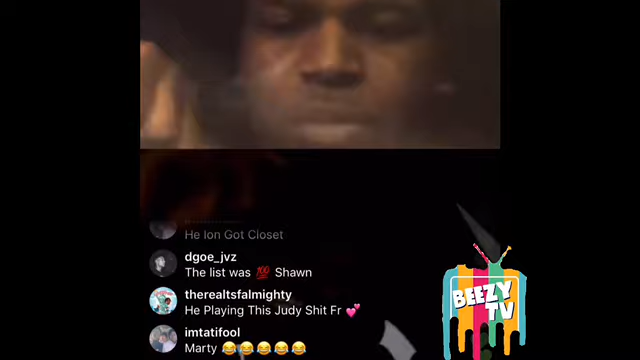 He Ion Got Closet
dgoe_jvz
The list was 💯 Shawn
therealtsfalmighty
He Playing This Judy Shit Fr 💕
imtatifool
Marty 😂😂😂😂😂
BEEZY
TV